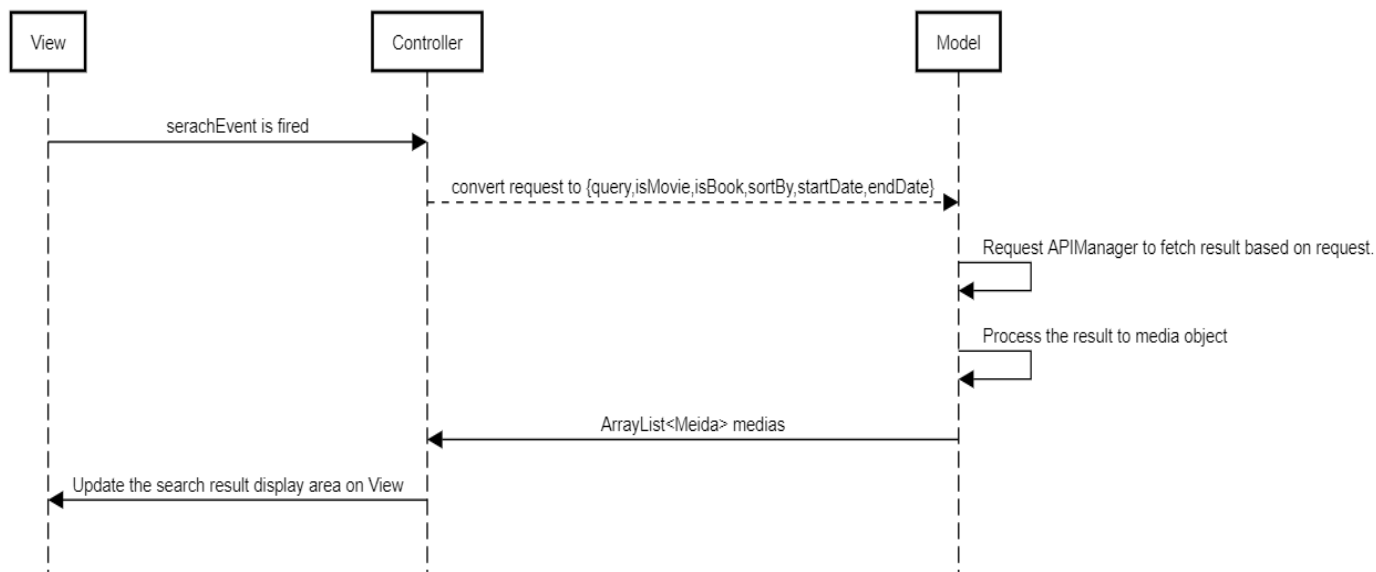 View
Controller
Model
serachEvent is fired
convert request to {query,isMovie,isBook,sortBy,startDate,endDate}
Request APIManager to fetch result based on request.
Process the result to media object
ArrayList<Meida> medias
Update the search result display area on View